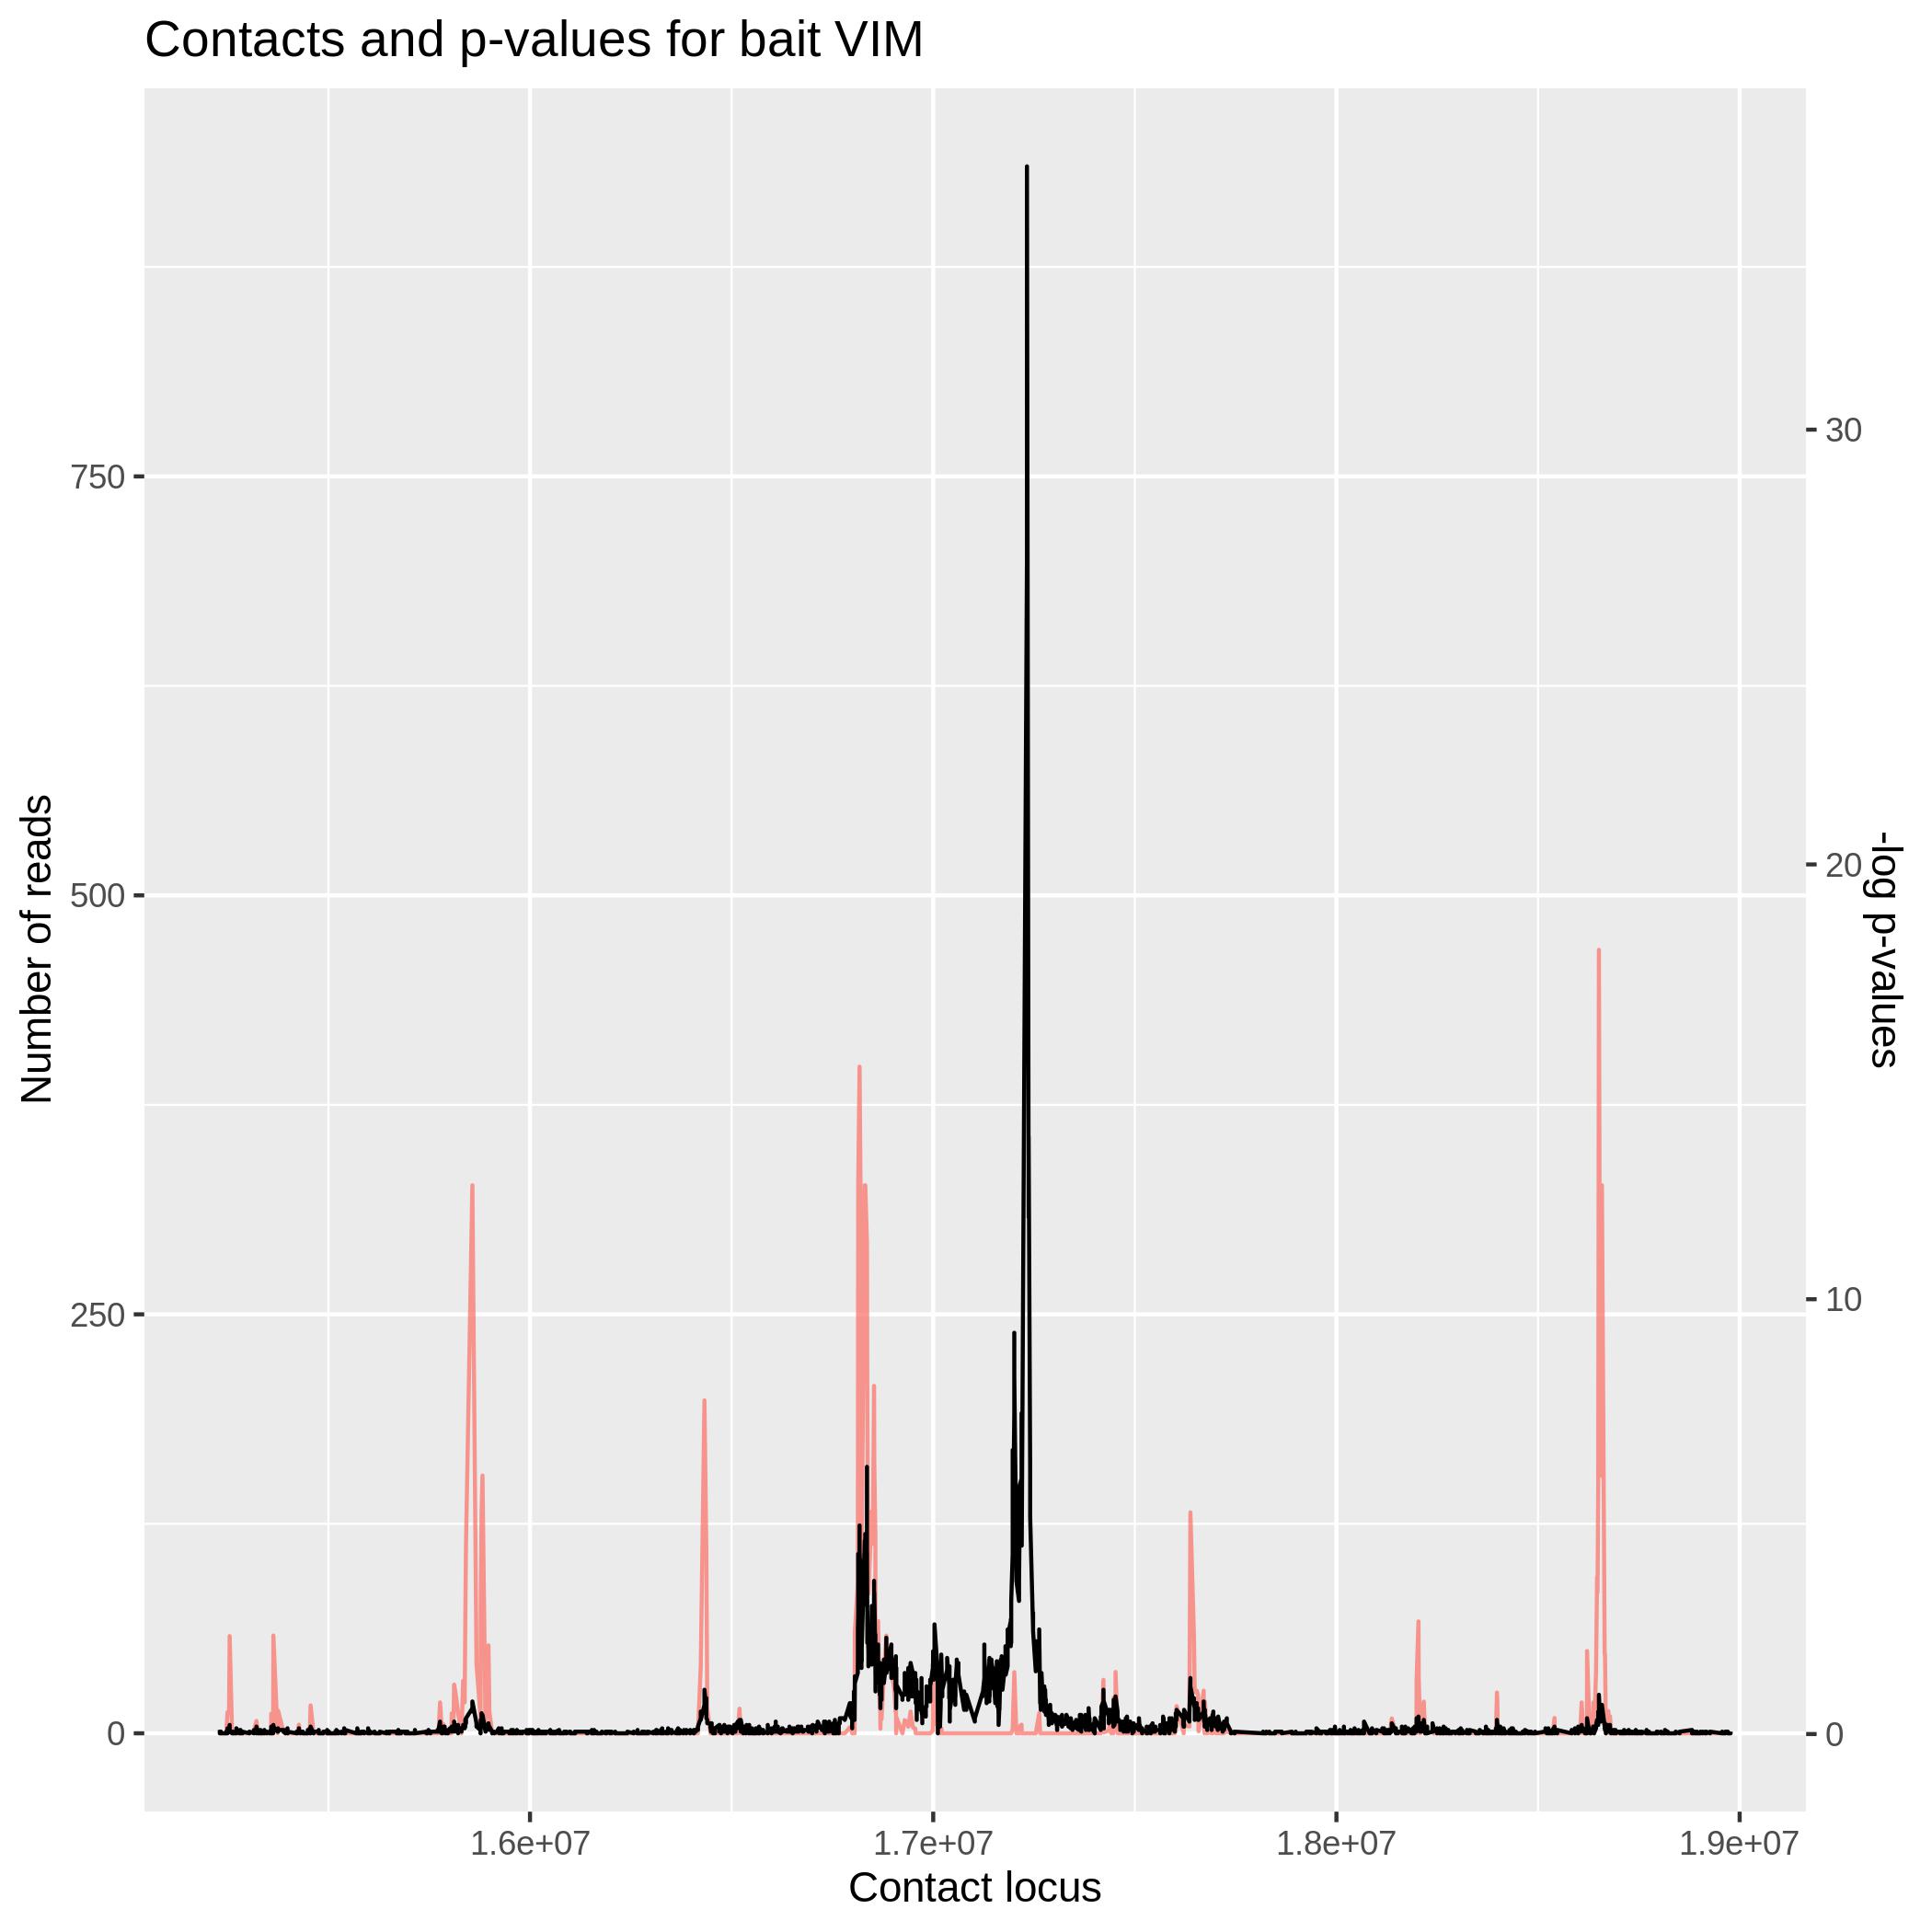 Contacts and p-values for bait VIM
Number of reads
750
500
250
0
30
20
10
0
-log p-values
1.6e+07
1.7e+07
1.8e+07
1.9e+07
Contact locus